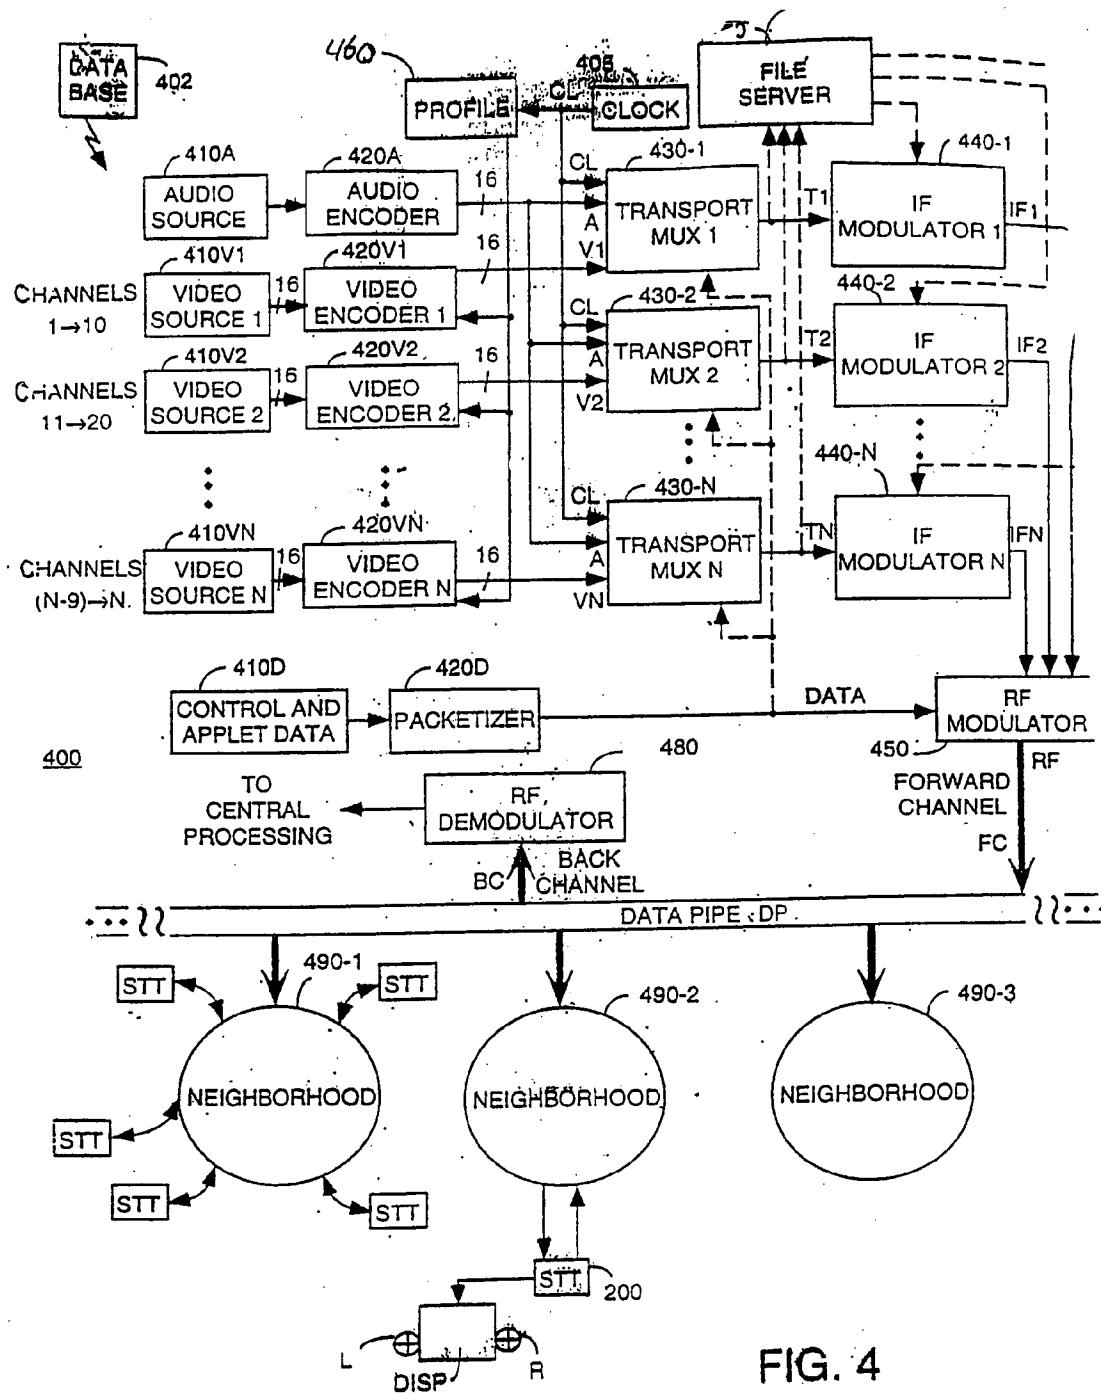 DATA
BASE
402
460
PROFILE
CL
405
CLOCK
FILE
SERVER
410A
AUDIO
SOURCE
420A
AUDIO
ENCODER
16
CL
A
V1
430-1
TRANSPORT
MUX 1
T1
440-1
IF
MODULATOR 1
IF1
CHANNELS
1→10
410V1
VIDEO
SOURCE 1
16
420V1
VIDEO
ENCODER 1
16
CHANNELS
11→20
410V2
VIDEO
SOURCE 2
16
420V2
VIDEO
ENCODER 2
16
CL
A
V2
430-2
TRANSPORT
MUX 2
T2
440-2
IF
MODULATOR 2
IF2
CHANNELS
(N-9)→N
410VN
VIDEO
SOURCE N
16
420VN
VIDEO
ENCODER N
16
CL
A
VN
430-N
TRANSPORT
MUX N
TN
440-N
IF
MODULATOR N
IFN
410D
CONTROL AND
APPLET DATA
420D
PACKETIZER
DATA
RF
MODULATOR
450
RF
400
TO
CENTRAL
PROCESSING
480
RF
DEMODULATOR
FORWARD
CHANNEL
FC
BC
BACK
CHANNEL
DATA PIPE DP
STT
490-1
STT
NEIGHBORHOOD
STT
STT
STT
490-2
NEIGHBORHOOD
490-3
NEIGHBORHOOD
STT
200
L
R
DISP
FIG. 4